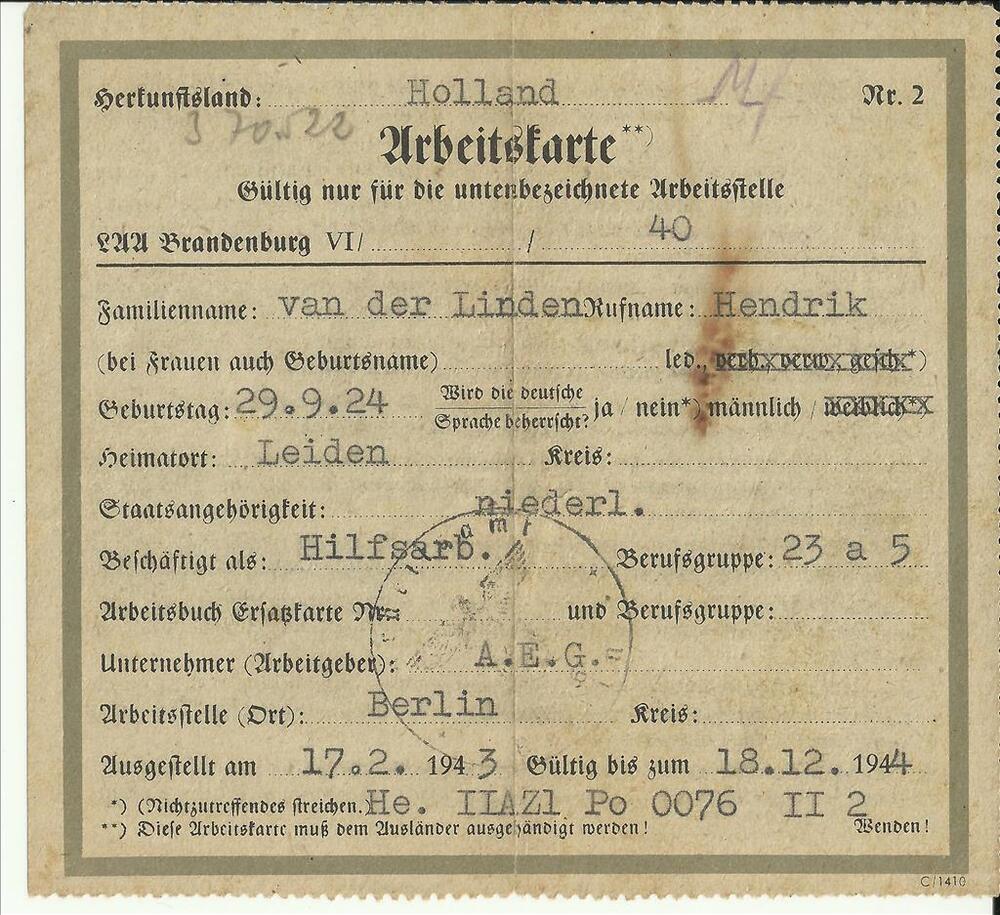 Herkunftsland: Holland Nr. 2
370.522
Arbeitskarte**)
Gültig nur für die untenbezeichnete Arbeitsstelle
LAA Brandenburg VI/ / 40
Familienname: van der Linden Rufname: Hendrik
(bei Frauen auch Geburtsname) led., verh. verw. gesch*)
Geburtstag: 29.9.24 Wird die deutsche Sprache beherrscht? ja / nein*) männlich / weiblich*
Heimatort: Leiden Kreis:
Staatsangehörigkeit: niederl.
Beschäftigt als: Hilfsarb. Berufsgruppe: 23 a 5
Arbeitsbuch Ersatzkarte Nr. und Berufsgruppe:
Unternehmer (Arbeitgeber): A.E.G.=
Arbeitsstelle (Ort): Berlin Kreis:
Ausgestellt am 17.2. 1943 Gültig bis zum 18.12. 1944
*) (Nichtzutreffendes streichen. He. IIAZl Po 0076 II 2
**) Diese Arbeitskarte muß dem Ausländer ausgehändigt werden! Wenden!
C/1410